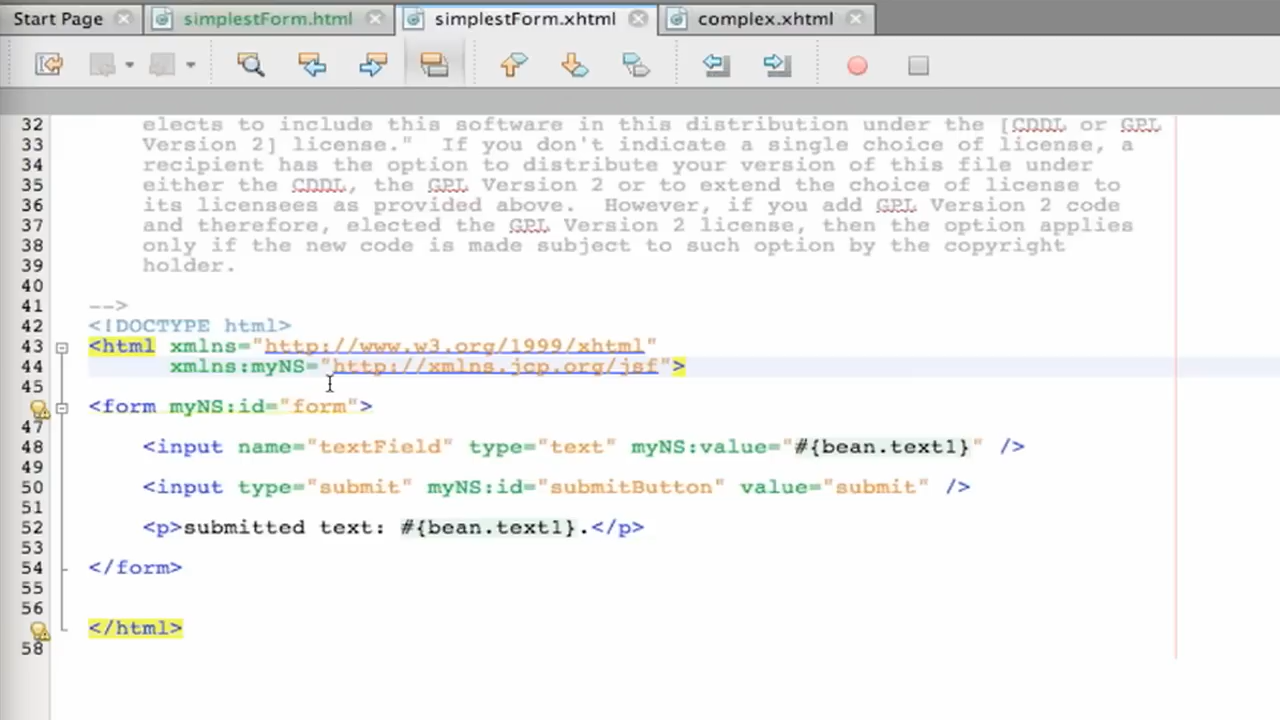 Start Page simplestForm.html simplestForm.xhtml complex.xhtml
32 elects to include this software in this distribution under the [CDDL or GPL
33 Version 2] license."  If you don't indicate a single choice of license, a
34 recipient has the option to distribute your version of this file under
35 either the CDDL, the GPL Version 2 or to extend the choice of license to
36 its licensees as provided above.  However, if you add GPL Version 2 code
37 and therefore, elected the GPL Version 2 license, then the option applies
38 only if the new code is made subject to such option by the copyright
39 holder.
40
41 -->
42 <!DOCTYPE html>
43 <html xmlns="http://www.w3.org/1999/xhtml"
44 xmlns:myNS="http://xmlns.jcp.org/jsf">
45
<form myNS:id="form">
47
48 <input name="textField" type="text" myNS:value="#{bean.text1}" />
49
50 <input type="submit" myNS:id="submitButton" value="submit" />
51
52 <p>submitted text: #{bean.text1}.</p>
53
54 </form>
55
56
</html>
58